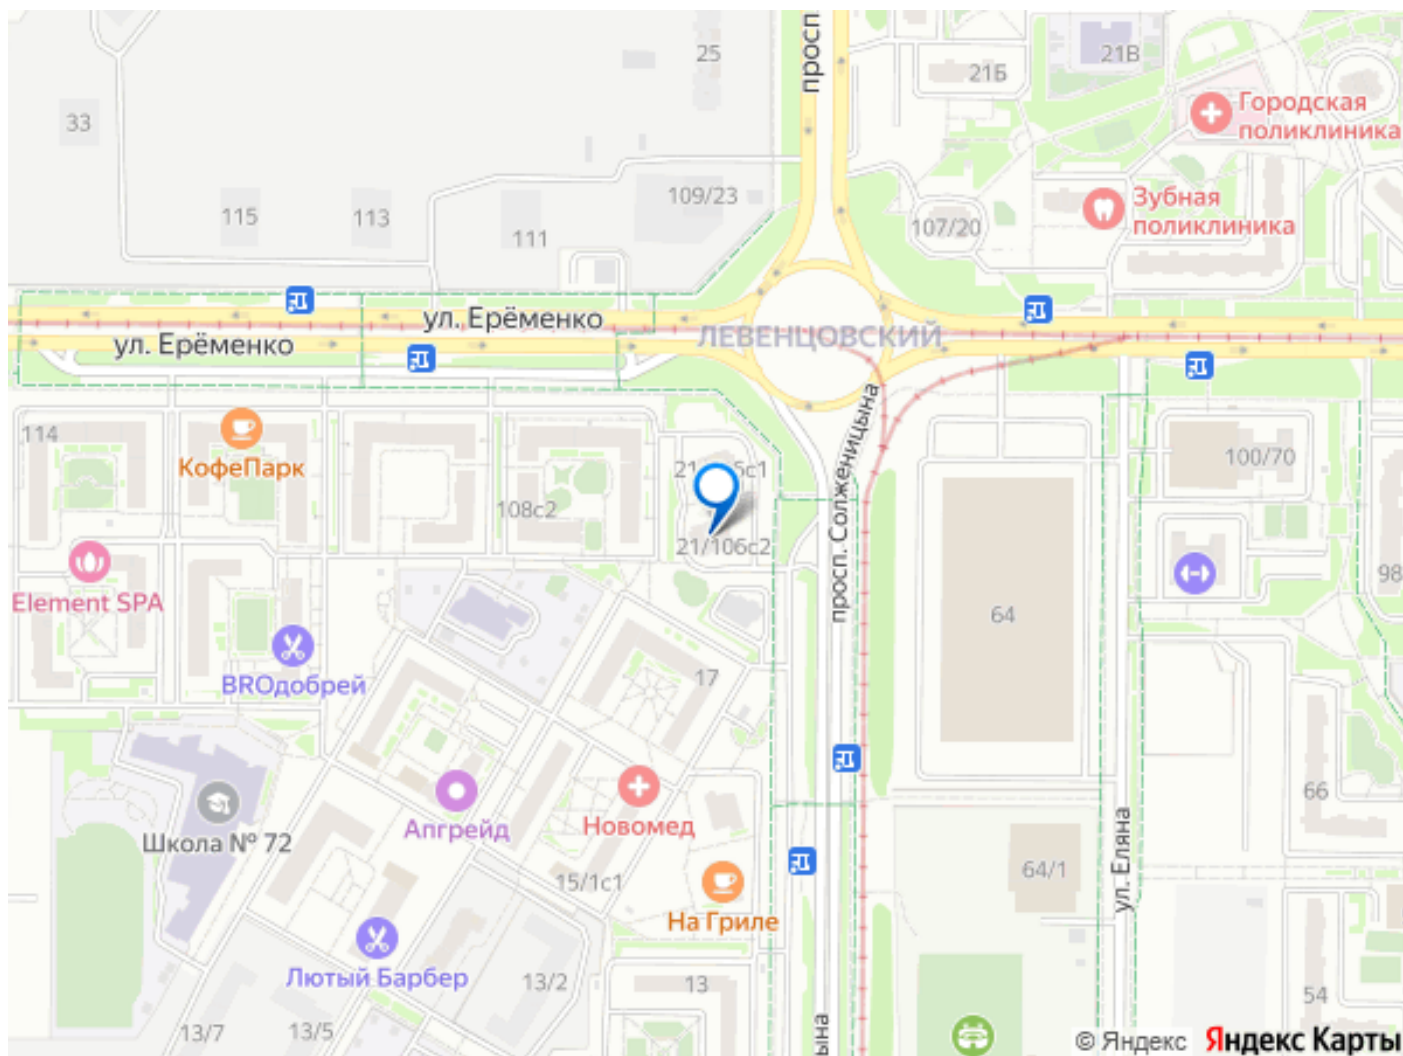 просп
25
21Б
21В
33
Городская
поликлиника
109/23
Зубная
поликлиника
115
113
111
107/20
ул. Ерёменко
ул. Ерёменко
ЛЕВЕНЦОВСКИЙ
просп. Солженицына
114
КофеПарк
108с2
21/106с2
100/70
98
Element SPA
64
BROдобрей
17
Школа № 72
Апгрейд
Новомед
15/1с1
На Гриле
66
64/1
ул. Еляна
Лютый Барбер
13/2
13
54
13/7
13/5
ына
© Яндекс Яндекс Карты